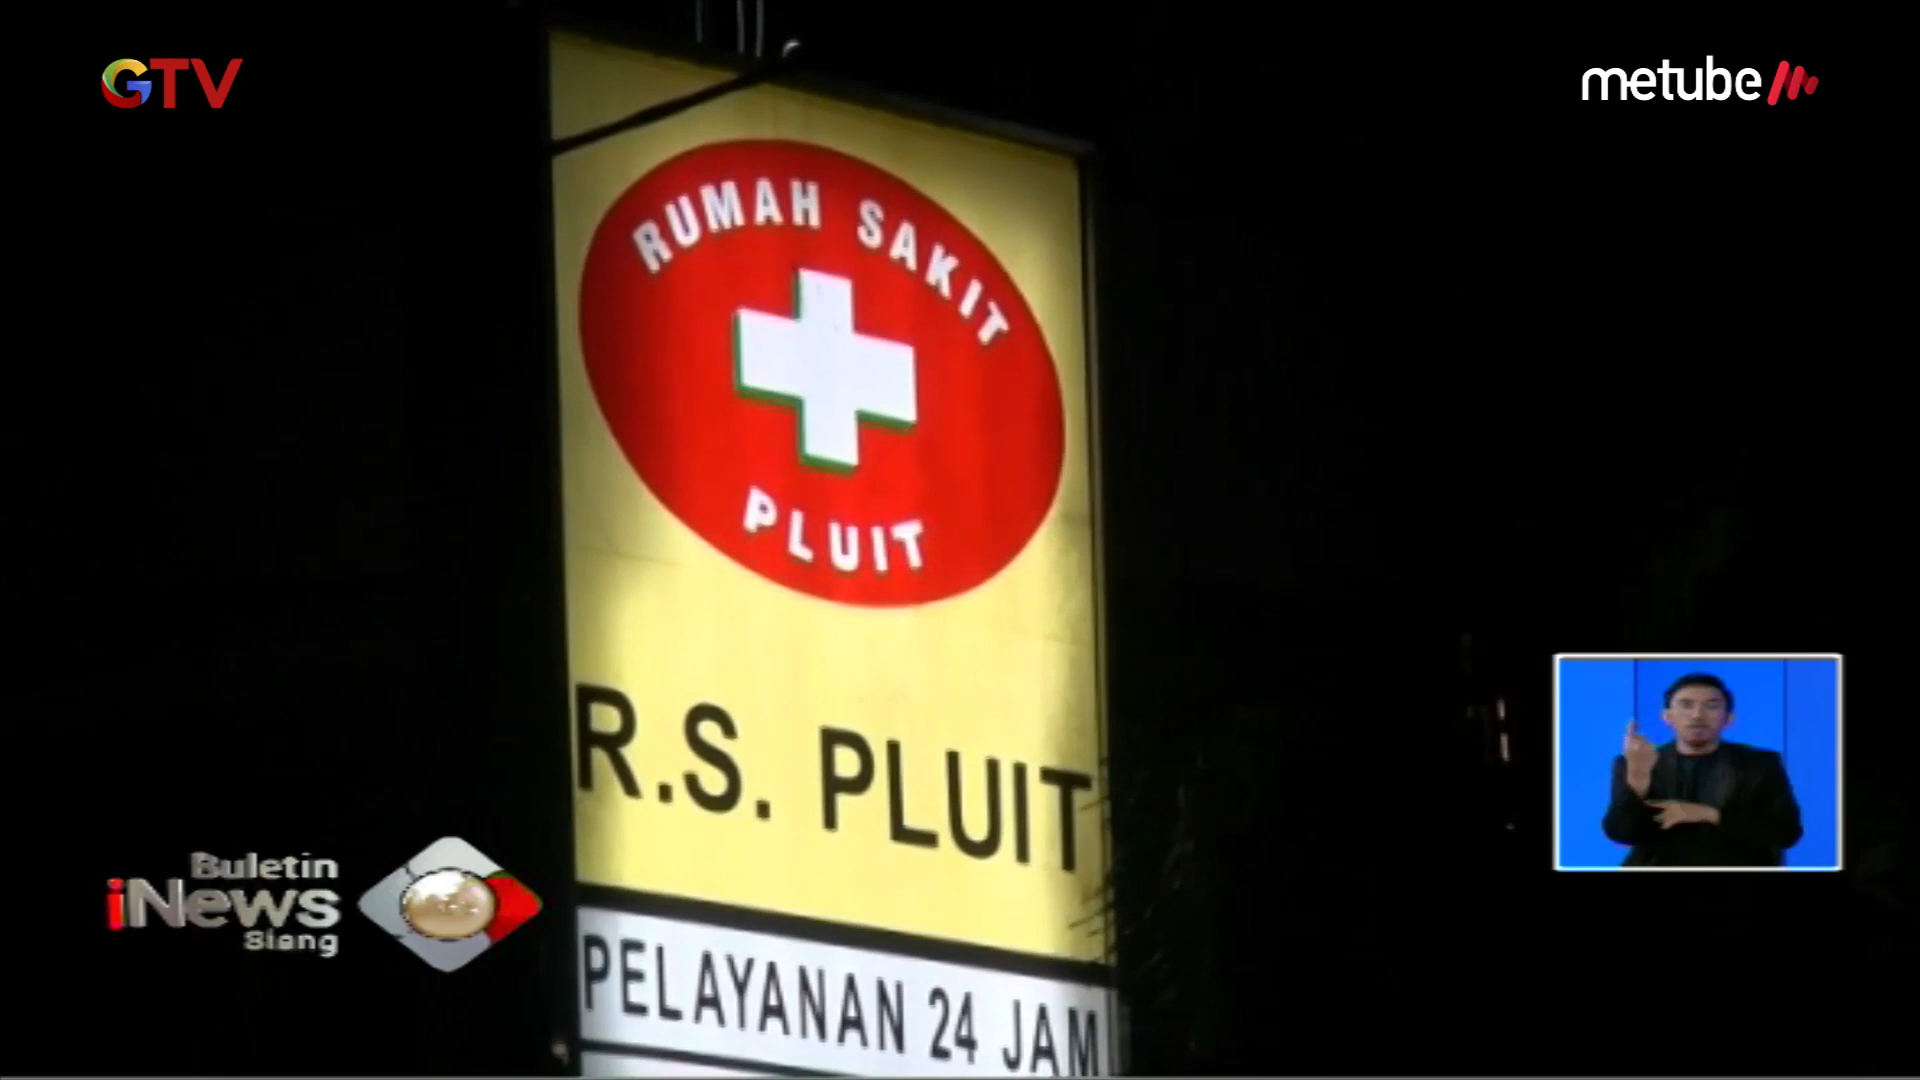 GTV
metube
RUMAH SAKIT
PLUIT
R.S. PLUIT
PELAYANAN 24 JAM
Buletin
iNews
Siang